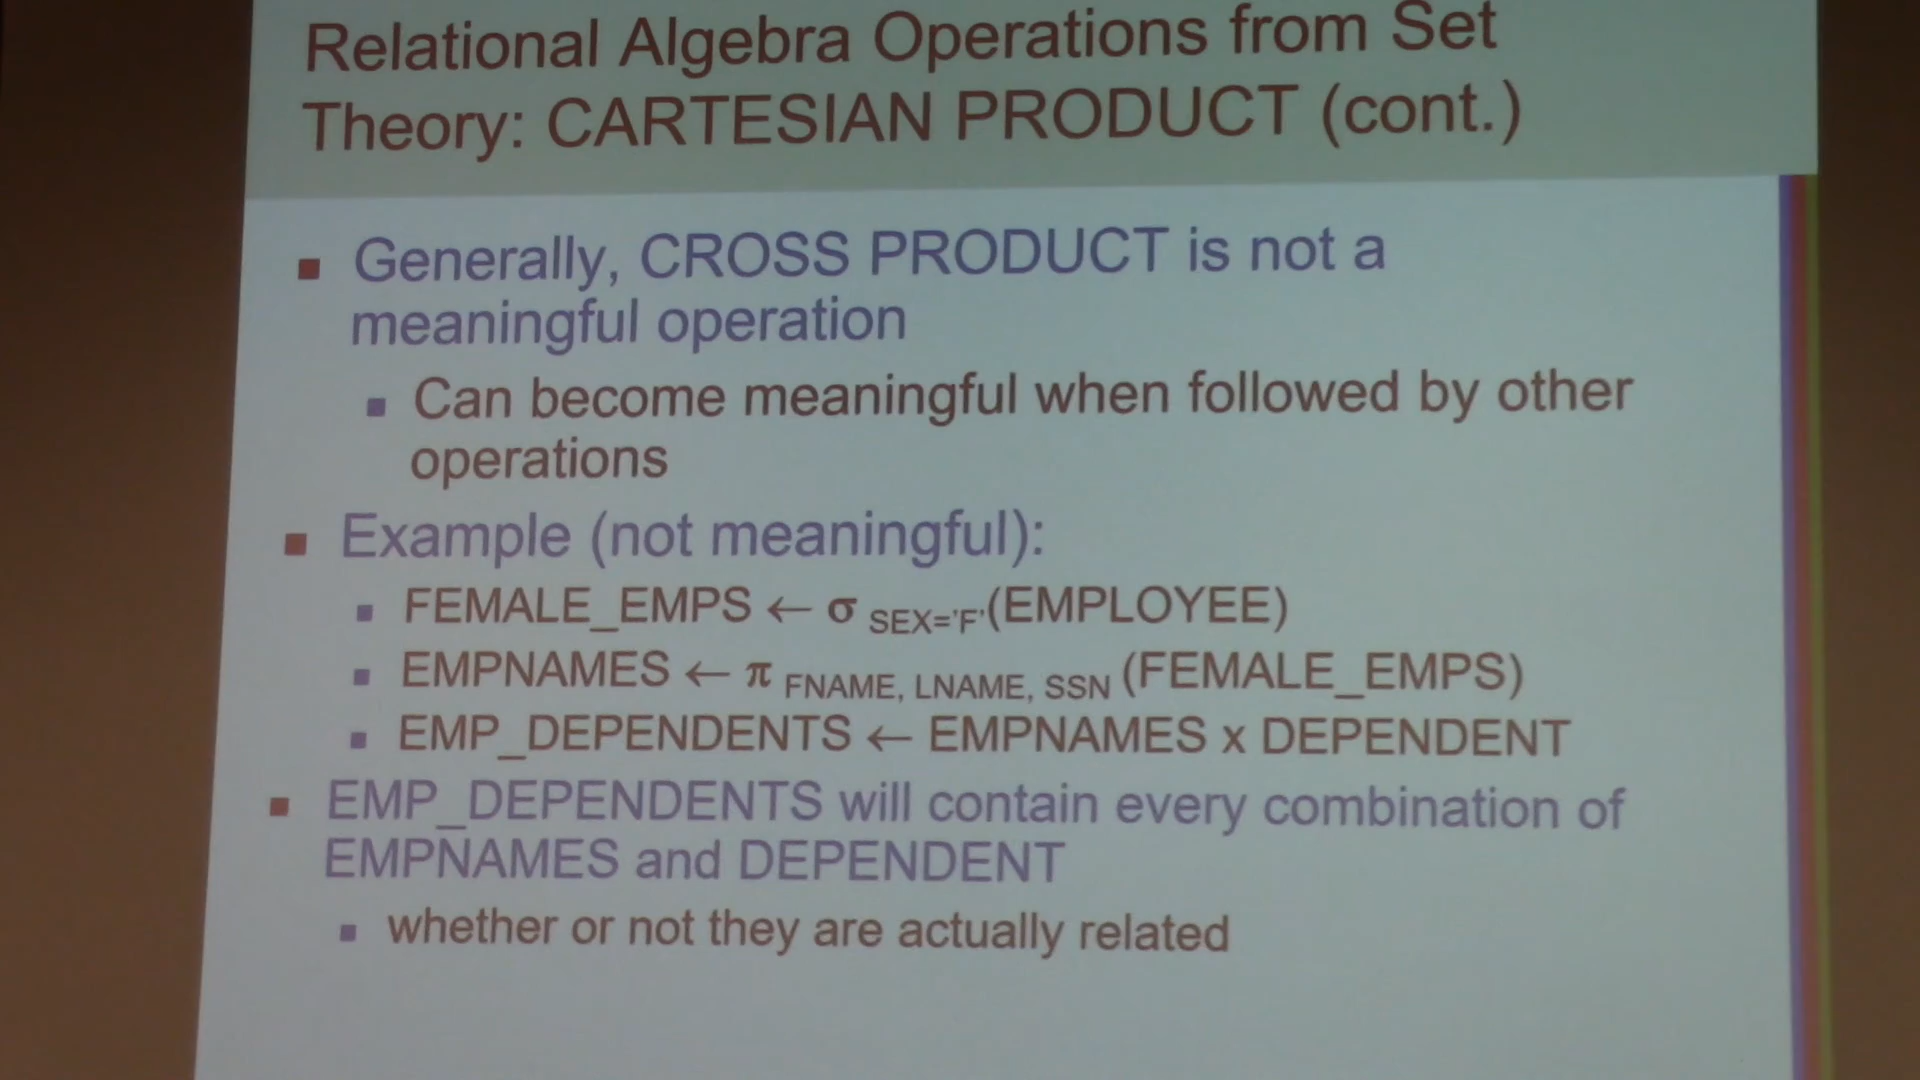 Relational Algebra Operations from Set
Theory: CARTESIAN PRODUCT (cont.)
Generally, CROSS PRODUCT is not a
meaningful operation
Can become meaningful when followed by other
operations
Example (not meaningful):
FEMALE_EMPS ← σ SEX='F'(EMPLOYEE)
EMPNAMES ← π FNAME, LNAME, SSN (FEMALE_EMPS)
EMP_DEPENDENTS ← EMPNAMES x DEPENDENT
EMP_DEPENDENTS will contain every combination of
EMPNAMES and DEPENDENT
whether or not they are actually related